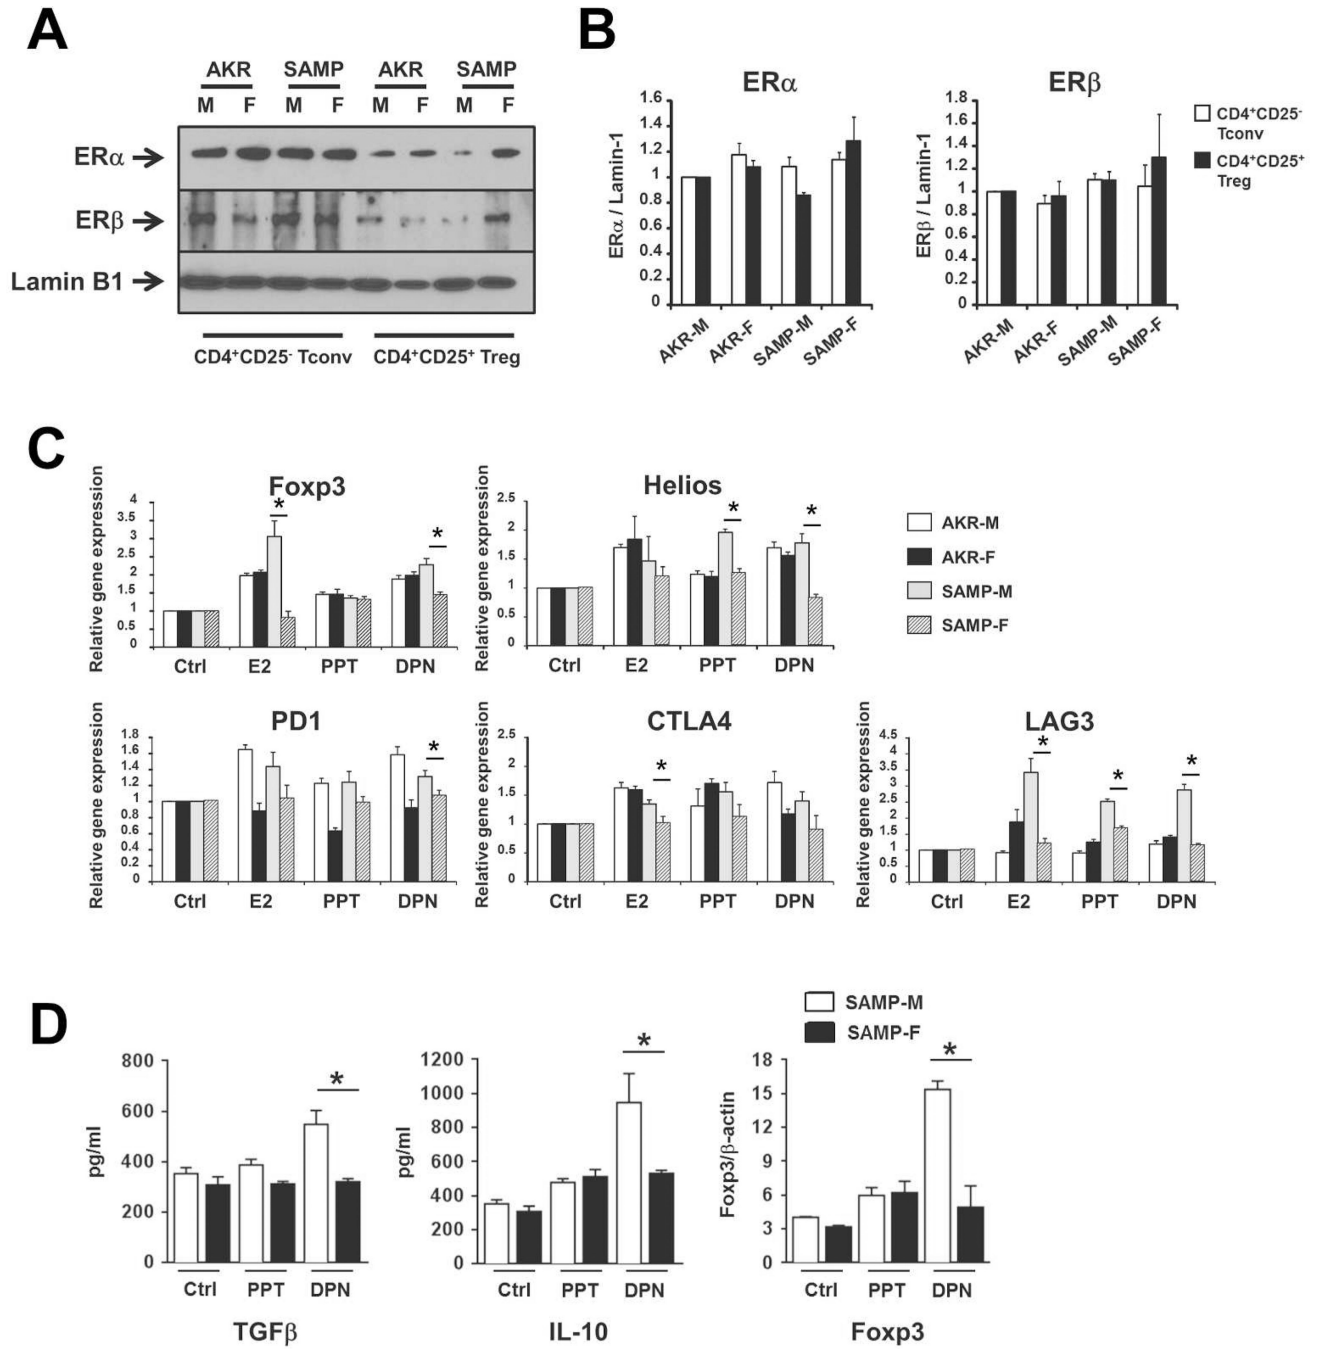 A
AKR SAMP AKR SAMP
M F M F M F M F
ERα
ERβ
Lamin B1
CD4⁺CD25⁻ Tconv CD4⁺CD25⁺ Treg
B
ERα
ERα / Lamin-1
1.6
1.4
1.2
1
0.8
0.6
0.4
0.2
0
AKR-M AKR-F SAMP-M SAMP-F
ERβ
ERβ / Lamin-1
1.8
1.6
1.4
1.2
1
0.8
0.6
0.4
0.2
0
AKR-M AKR-F SAMP-M SAMP-F
CD4⁺CD25⁻
Tconv
CD4⁺CD25⁺
Treg
C
Foxp3
*
*
Relative gene expression
4
3.5
3
2.5
2
1.5
1
0.5
0
Ctrl E2 PPT DPN
Helios
*
*
Relative gene expression
2.5
2
1.5
1
0.5
0
Ctrl E2 PPT DPN
AKR-M
AKR-F
SAMP-M
SAMP-F
PD1
*
Relative gene expression
1.8
1.6
1.4
1.2
1
0.8
0.6
0.4
0.2
0
Ctrl E2 PPT DPN
CTLA4
*
Relative gene expression
2.5
2
1.5
1
0.5
0
Ctrl E2 PPT DPN
LAG3
*
*
*
Relative gene expression
4.5
4
3.5
3
2.5
2
1.5
1
0.5
0
Ctrl E2 PPT DPN
D
SAMP-M
SAMP-F
*
pg/ml
800
600
400
200
0
Ctrl PPT DPN
TGFβ
*
pg/ml
1200
1000
800
600
400
200
0
Ctrl PPT DPN
IL-10
*
Foxp3/β-actin
18
15
12
9
6
3
0
Ctrl PPT DPN
Foxp3